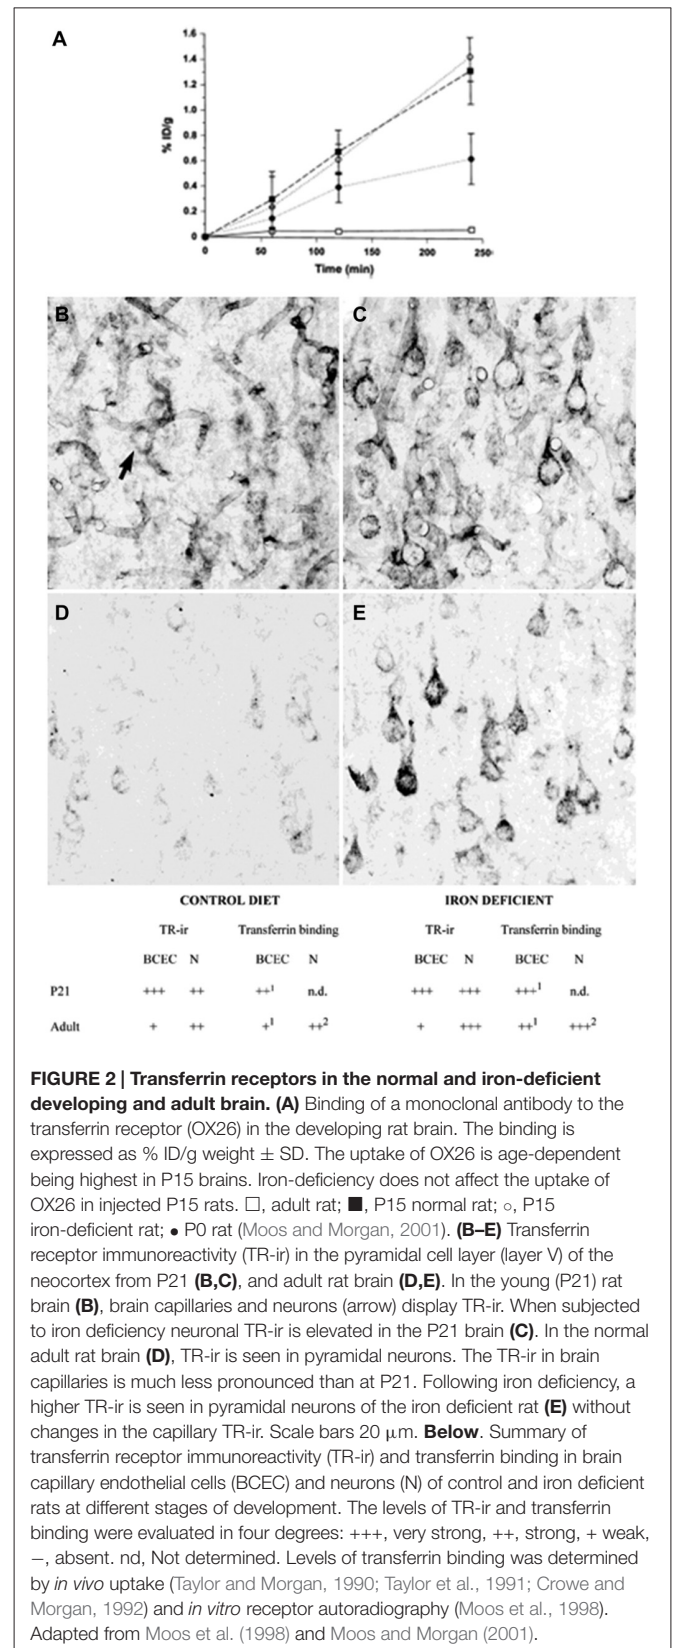 A
1.6
1.4
1.2
1.0
0.8
0.6
0.4
0.2
0
% ID/g
0 50 100 150 200 250
Time (min)
B C
D E
CONTROL DIET IRON DEFICIENT
TR-ir Transferrin binding TR-ir Transferrin binding
BCEC N BCEC N BCEC N BCEC N
P21 +++ ++ ++¹ n.d. +++ +++ +++¹ n.d.
Adult + ++ +¹ ++² + +++ ++¹ +++²
FIGURE 2 | Transferrin receptors in the normal and iron-deficient
developing and adult brain. (A) Binding of a monoclonal antibody to the
transferrin receptor (OX26) in the developing rat brain. The binding is
expressed as % ID/g weight ± SD. The uptake of OX26 is age-dependent
being highest in P15 brains. Iron-deficiency does not affect the uptake of
OX26 in injected P15 rats. □, adult rat; ■, P15 normal rat; ○, P15
iron-deficient rat; ● P0 rat (Moos and Morgan, 2001). (B–E) Transferrin
receptor immunoreactivity (TR-ir) in the pyramidal cell layer (layer V) of the
neocortex from P21 (B,C), and adult rat brain (D,E). In the young (P21) rat
brain (B), brain capillaries and neurons (arrow) display TR-ir. When subjected
to iron deficiency neuronal TR-ir is elevated in the P21 brain (C). In the normal
adult rat brain (D), TR-ir is seen in pyramidal neurons. The TR-ir in brain
capillaries is much less pronounced than at P21. Following iron deficiency, a
higher TR-ir is seen in pyramidal neurons of the iron deficient rat (E) without
changes in the capillary TR-ir. Scale bars 20 μm. Below. Summary of
transferrin receptor immunoreactivity (TR-ir) and transferrin binding in brain
capillary endothelial cells (BCEC) and neurons (N) of control and iron deficient
rats at different stages of development. The levels of TR-ir and transferrin
binding were evaluated in four degrees: +++, very strong, ++, strong, + weak,
−, absent. nd, Not determined. Levels of transferrin binding was determined
by in vivo uptake (Taylor and Morgan, 1990; Taylor et al., 1991; Crowe and
Morgan, 1992) and in vitro receptor autoradiography (Moos et al., 1998).
Adapted from Moos et al. (1998) and Moos and Morgan (2001).